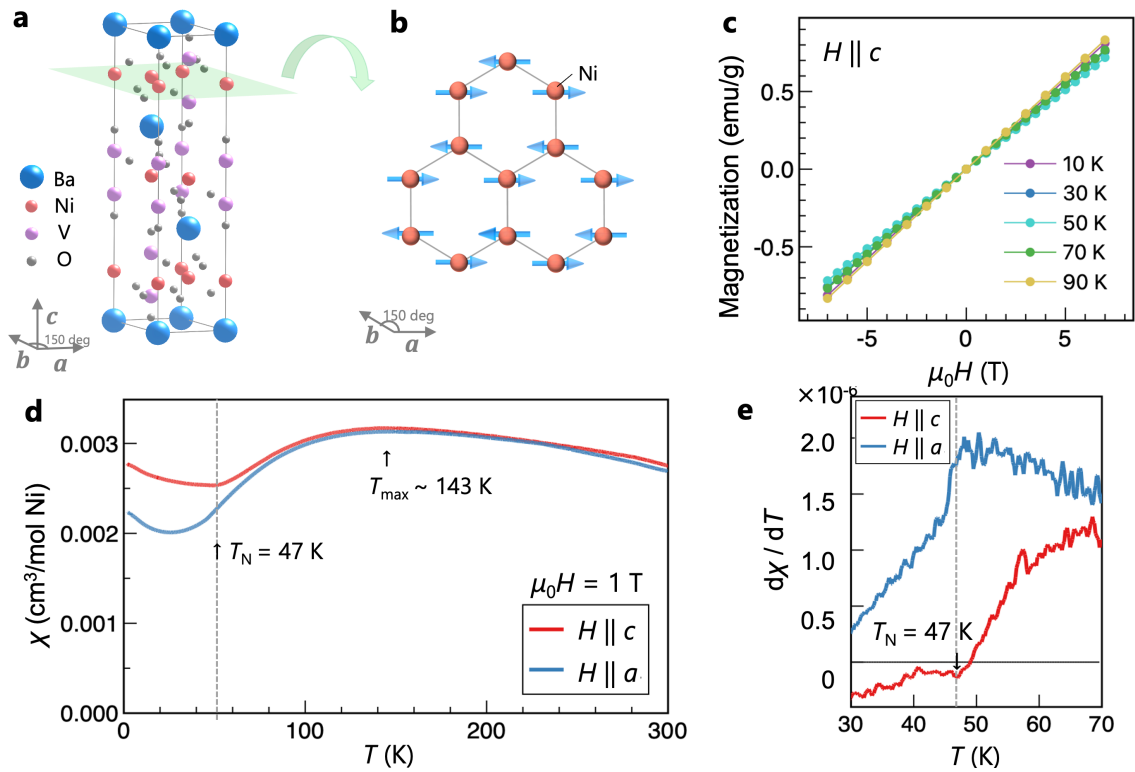 a
Ba
Ni
V
O
c
150 deg
b
a
b
Ni
150 deg
b
a
c
H || c
Magnetization (emu/g)
0.5
0.0
-0.5
10 K
30 K
50 K
70 K
90 K
-5
0
5
μ₀H (T)
d
χ (cm³/mol Ni)
0.003
0.002
0.001
0.000
↑
Tmax ~ 143 K
↑ TN = 47 K
μ₀H = 1 T
H || c
H || a
0
100
200
300
T (K)
e
×10⁻⁶
H || c
H || a
dχ / dT
2.0
1.5
1.0
0.5
0
TN = 47 K
↓
30
40
50
60
70
T (K)